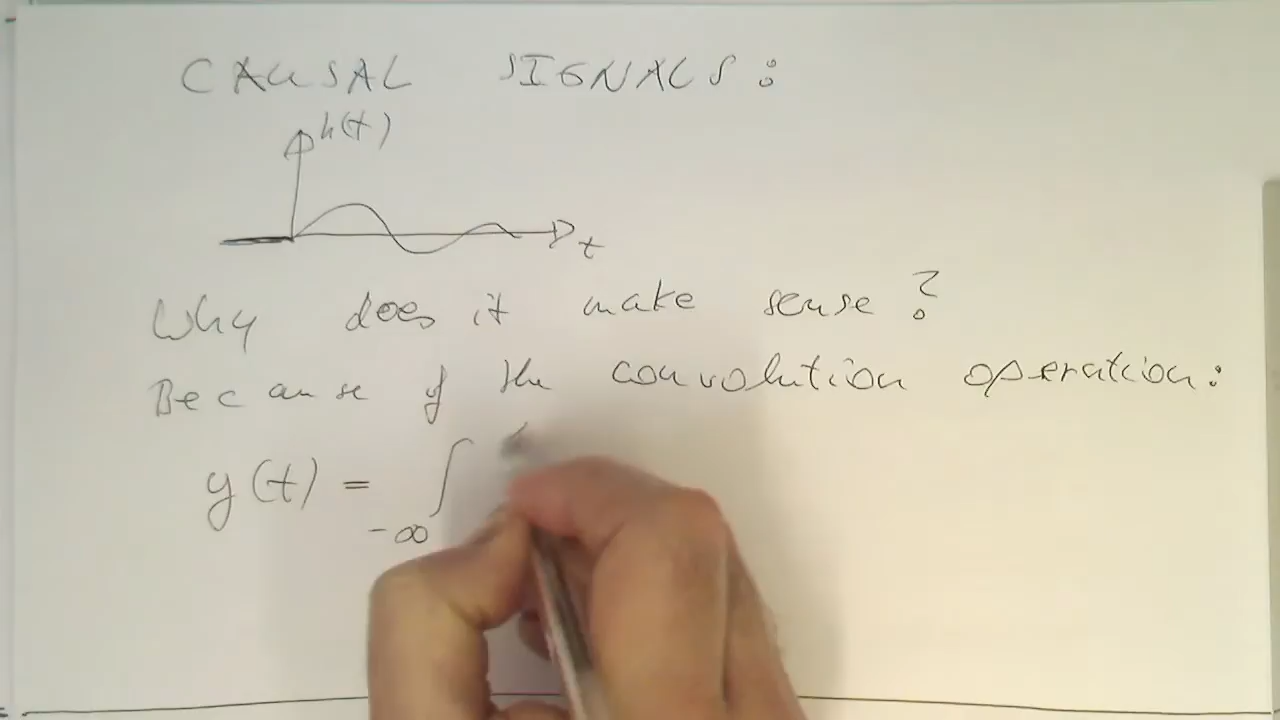 CAUSAL SIGNALS:
h(t)
t
Why does it make sense?
Because of the convolution operation:
y(t) = ∫
-∞